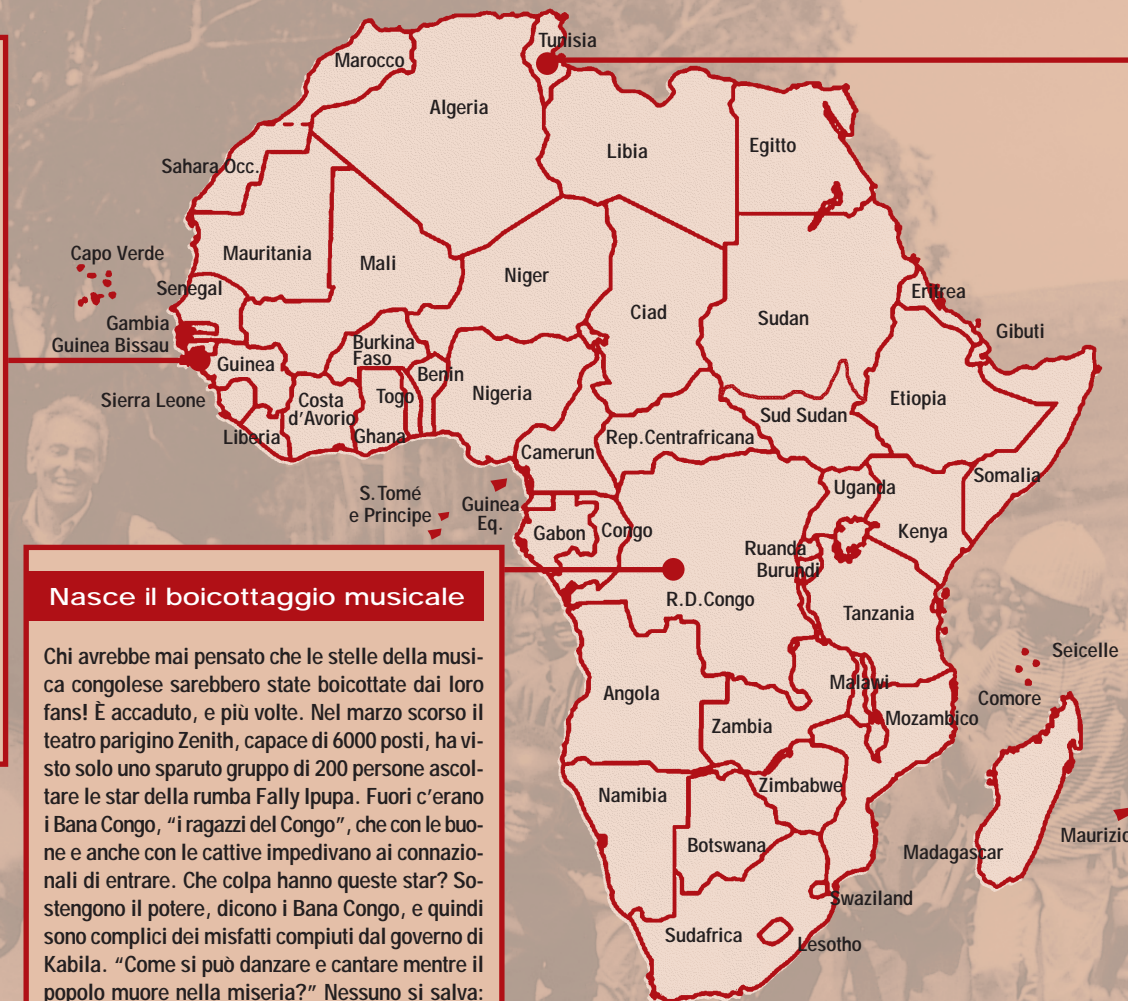 Tunisia
Marocco
Algeria
Libia
Egitto
Sahara Occ.
Capo Verde
Mauritania
Mali
Niger
Ciad
Sudan
Eritrea
Senegal
Gambia
Guinea Bissau
Gibuti
Guinea
Burkina
Faso
Benin
Nigeria
Etiopia
Sierra Leone
Costa
d'Avorio
Togo
Sud Sudan
Liberia
Ghana
Camerun
Rep.Centrafricana
Somalia
Uganda
S.Tomé
e Principe
Guinea
Eq.
Gabon
Congo
Kenya
Ruanda
Burundi
R.D.Congo
Tanzania
Seicelle
Comore
Angola
Malawi
Zambia
Mozambico
Namibia
Zimbabwe
Botswana
Madagascar
Maurizio
Swaziland
Sudafrica
Lesotho
Nasce il boicottaggio musicale
Chi avrebbe mai pensato che le stelle della musi-
ca congolese sarebbero state boicottate dai loro
fans! È accaduto, e più volte. Nel marzo scorso il
teatro parigino Zenith, capace di 6000 posti, ha vi-
sto solo uno sparuto gruppo di 200 persone ascol-
tare le star della rumba Fally Ipupa. Fuori c'erano
i Bana Congo, “i ragazzi del Congo”, che con le buo-
ne e anche con le cattive impedivano ai connazio-
nali di entrare. Che colpa hanno queste star? So-
stengono il potere, dicono i Bana Congo, e quindi
sono complici dei misfatti compiuti dal governo di
Kabila. “Come si può danzare e cantare mentre il
popolo muore nella miseria?” Nessuno si salva: